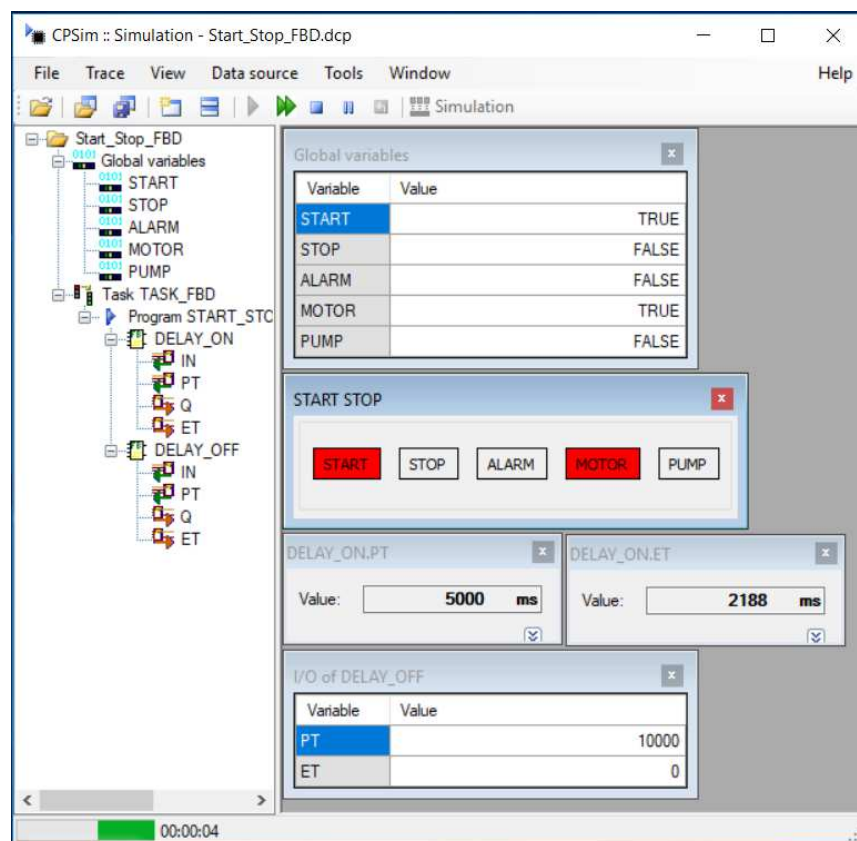 CPSim :: Simulation - Start_Stop_FBD.dcp
File Trace View Data source Tools Window Help
Simulation
Start_Stop_FBD
Global variables
START
STOP
ALARM
MOTOR
PUMP
Task TASK_FBD
Program START_STO
DELAY_ON
IN
PT
Q
ET
DELAY_OFF
IN
PT
Q
ET
Global variables
Variable Value
START TRUE
STOP FALSE
ALARM FALSE
MOTOR TRUE
PUMP FALSE
START STOP
START STOP ALARM MOTOR PUMP
DELAY_ON.PT
Value: 5000 ms
DELAY_ON.ET
Value: 2188 ms
I/O of DELAY_OFF
Variable Value
PT 10000
ET 0
00:00:04